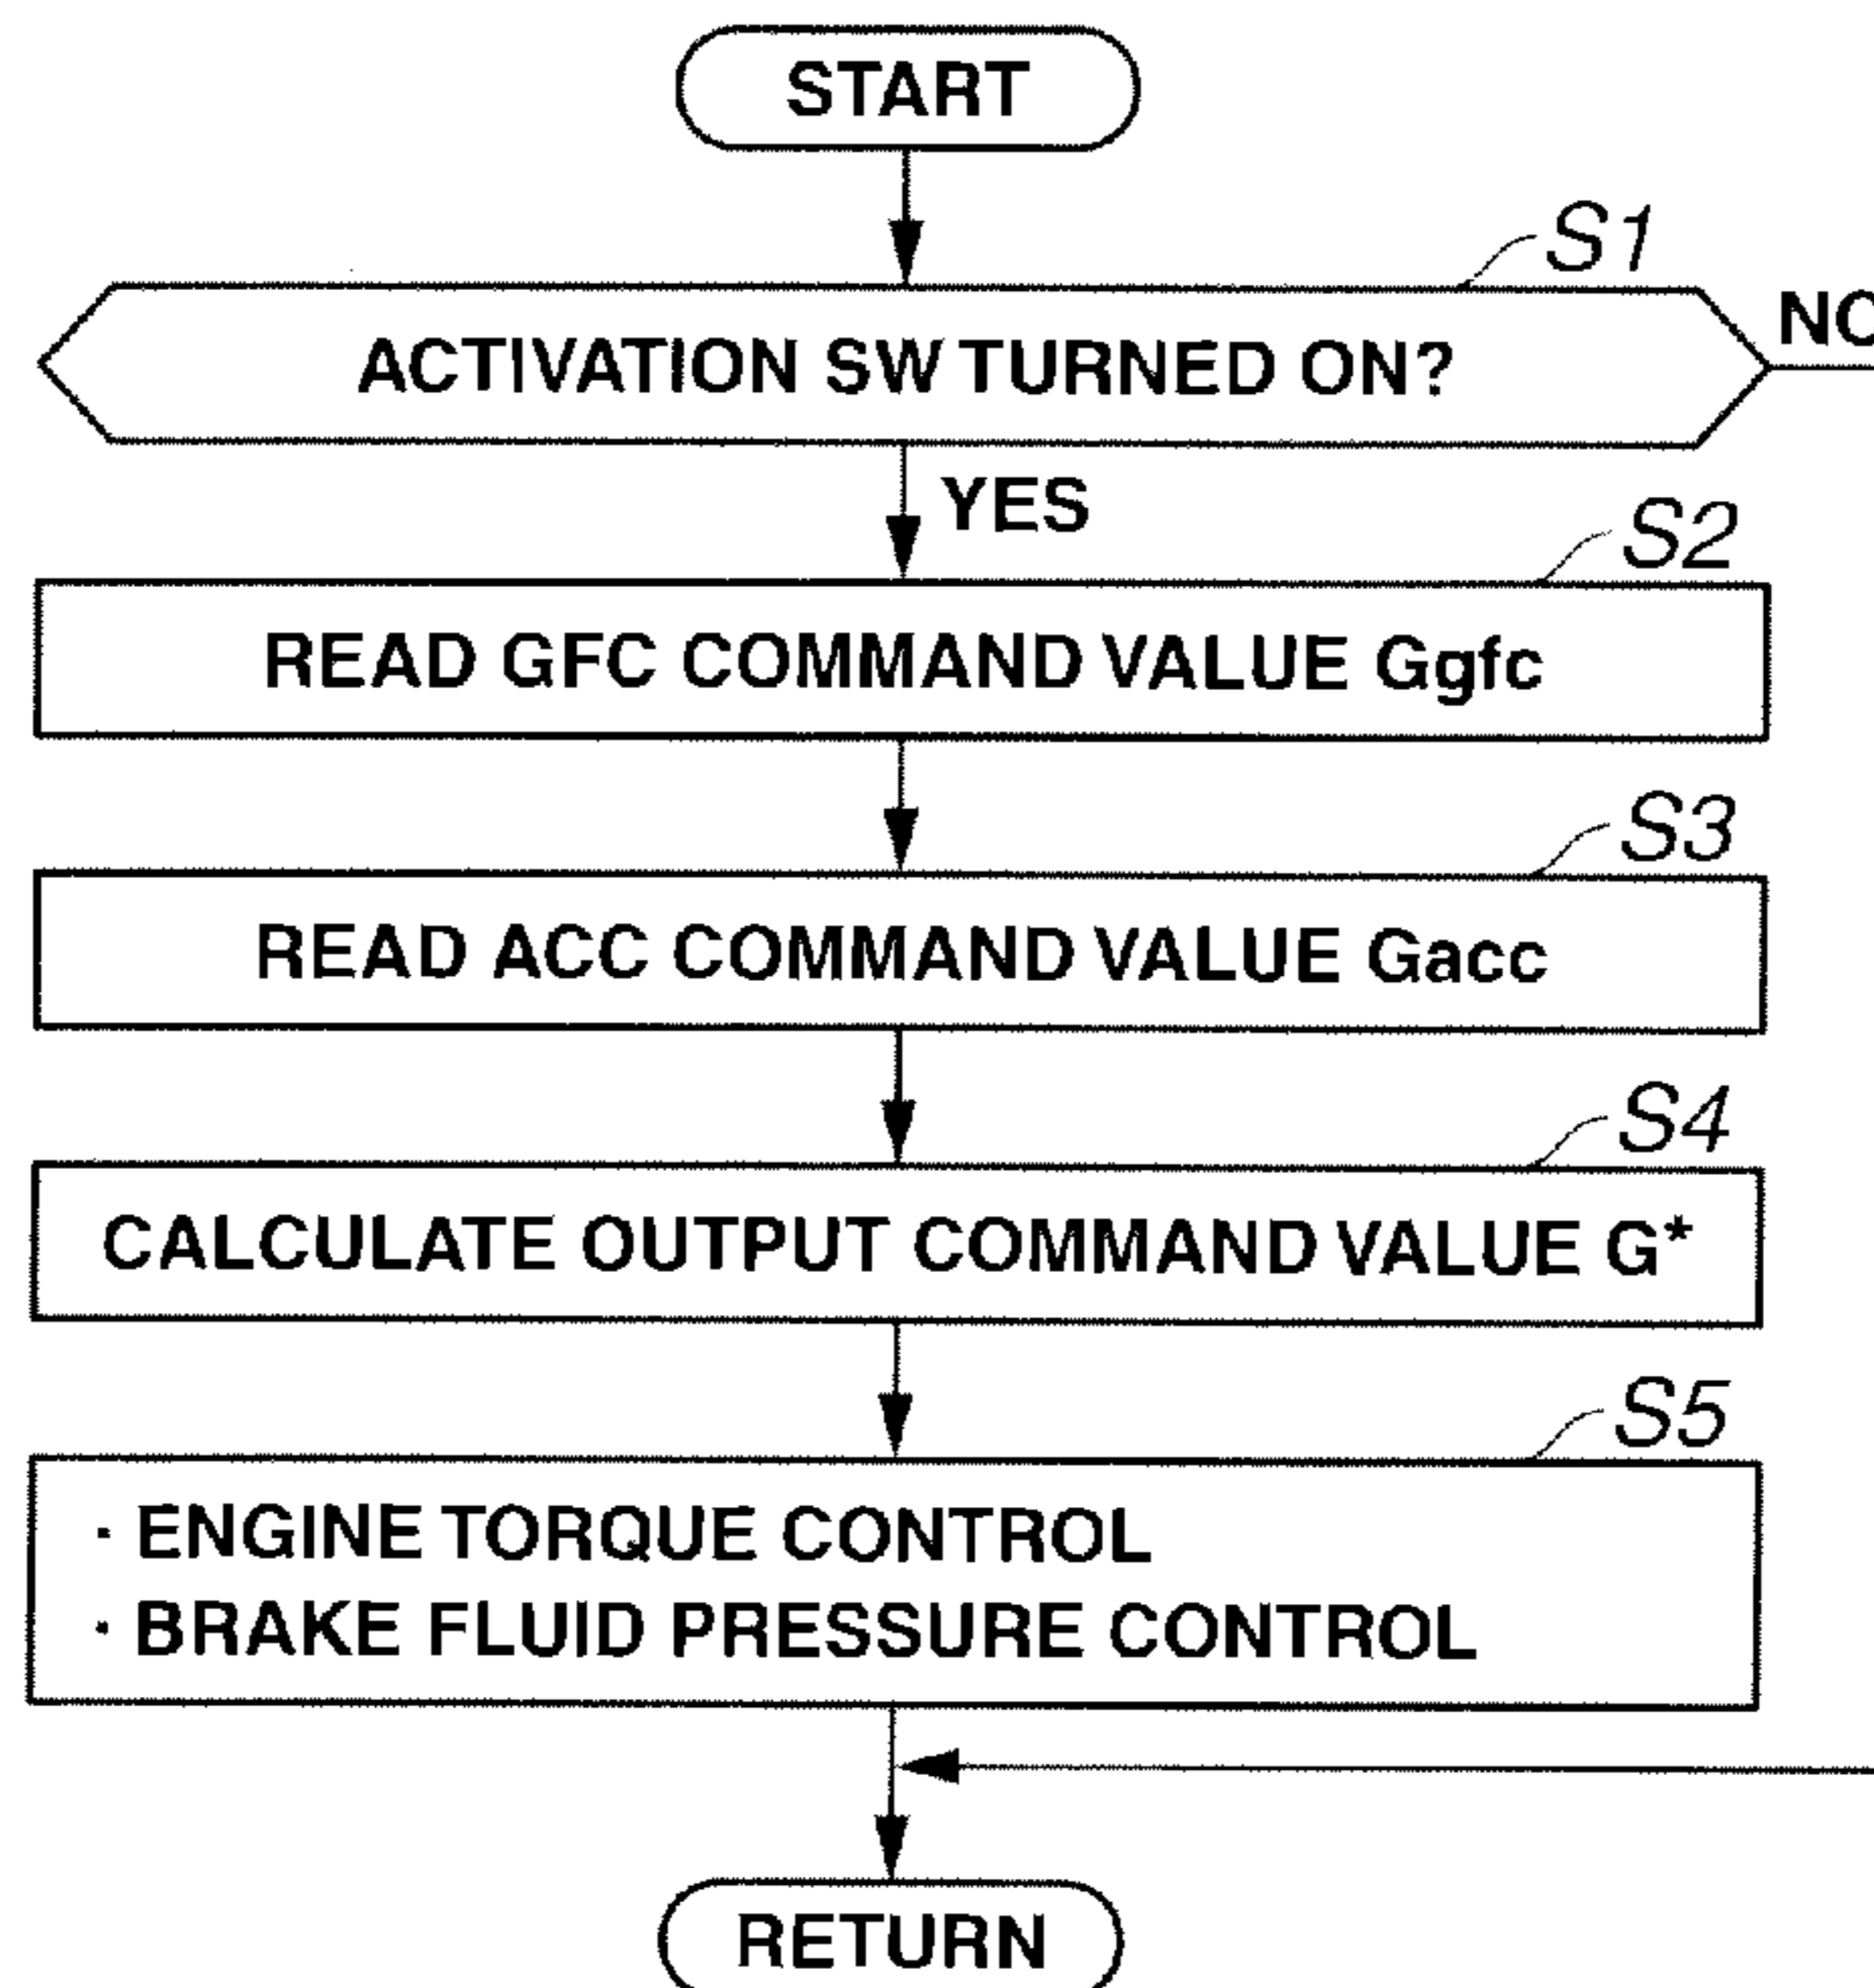 START
S1
ACTIVATION SW TURNED ON?
NO
YES
S2
READ GFC COMMAND VALUE Ggfc
S3
READ ACC COMMAND VALUE Gacc
S4
CALCULATE OUTPUT COMMAND VALUE G*
S5
· ENGINE TORQUE CONTROL
· BRAKE FLUID PRESSURE CONTROL
RETURN